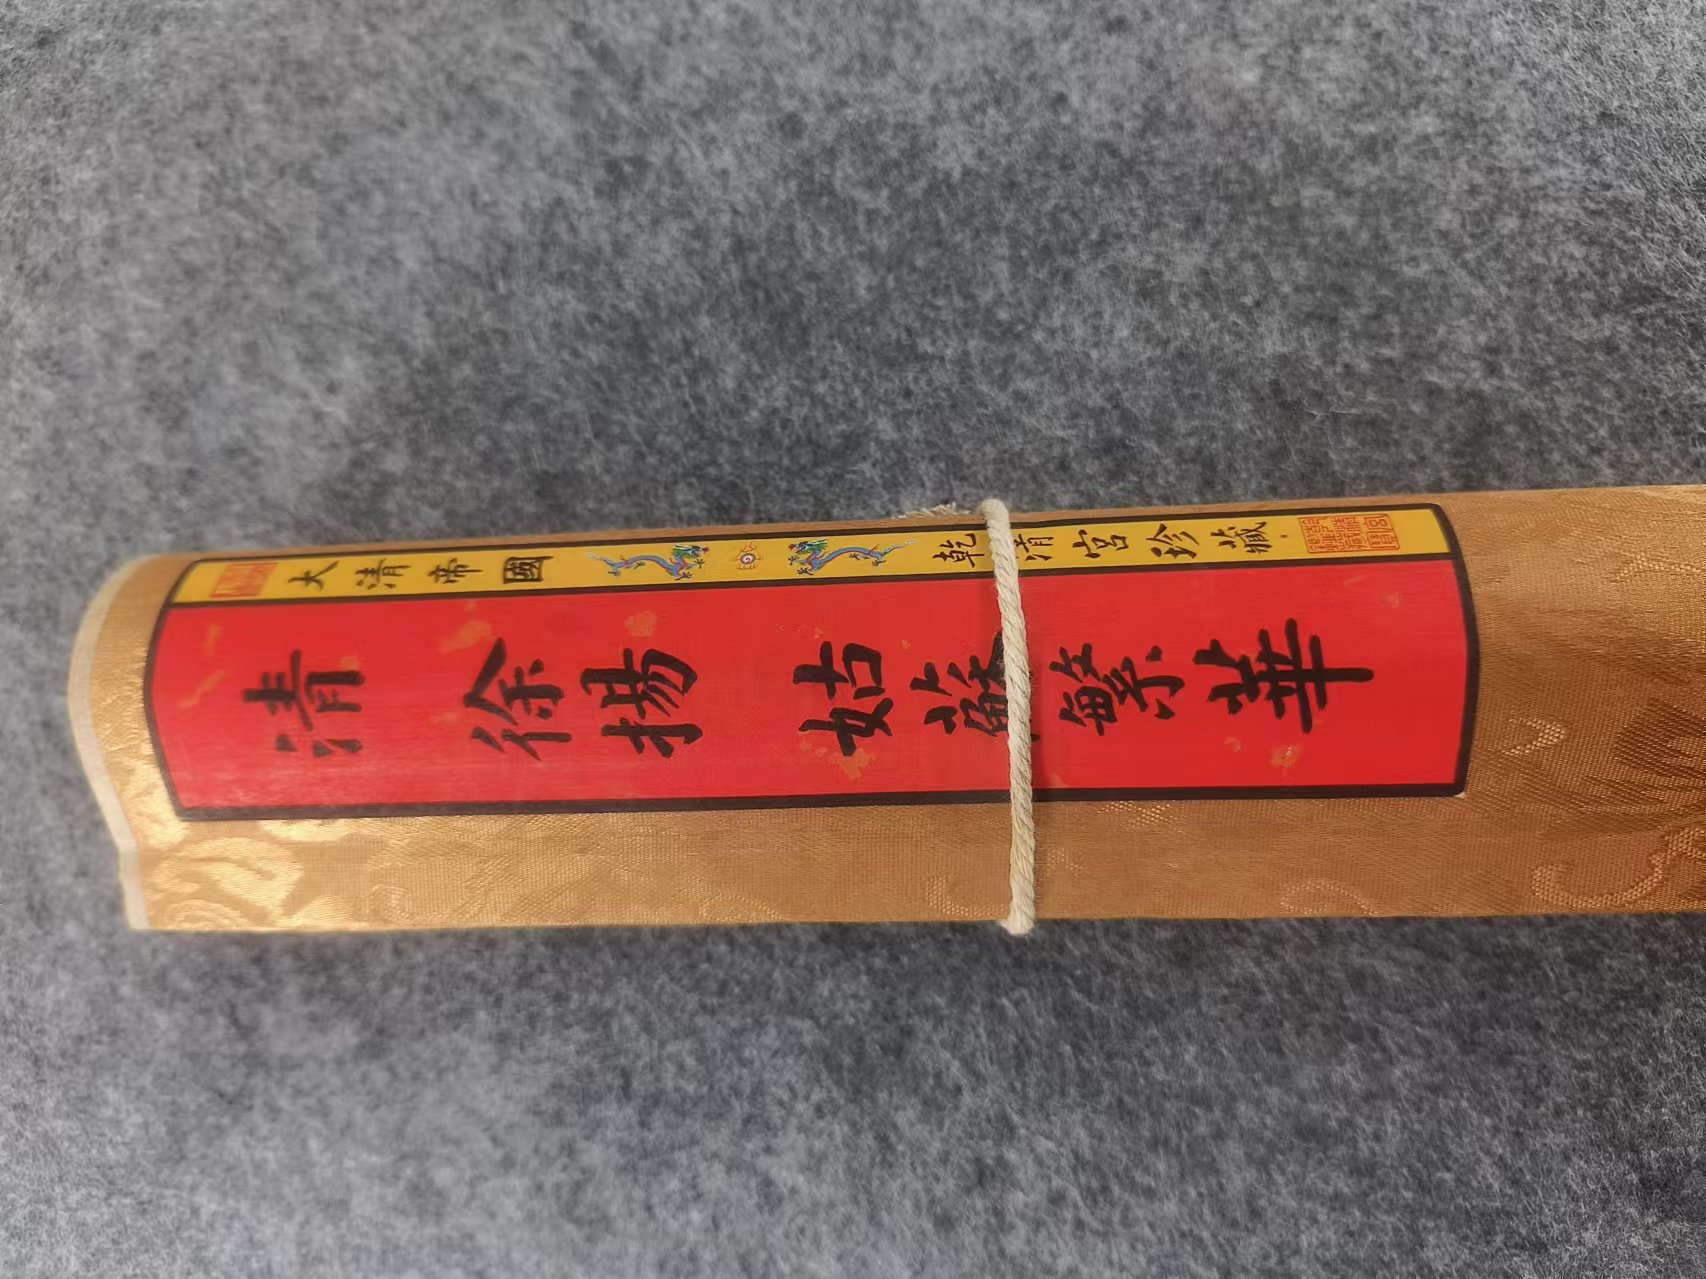 大清帝國 乾清宮珍藏
清 徐揚 姑蘇繁華